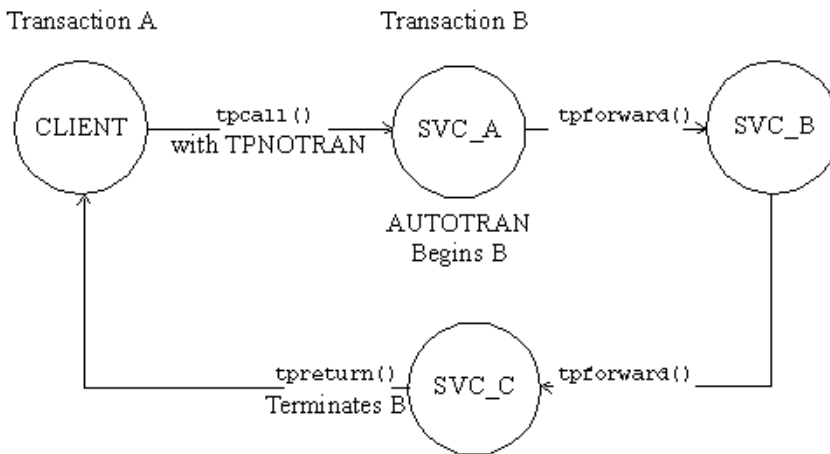 Transaction A
Transaction B
CLIENT
tpcall()
with TPNOTRAN
SVC_A
tpforward()
SVC_B
AUTOTRAN
Begins B
tpreturn()
Terminates B
SVC_C
tpforward()